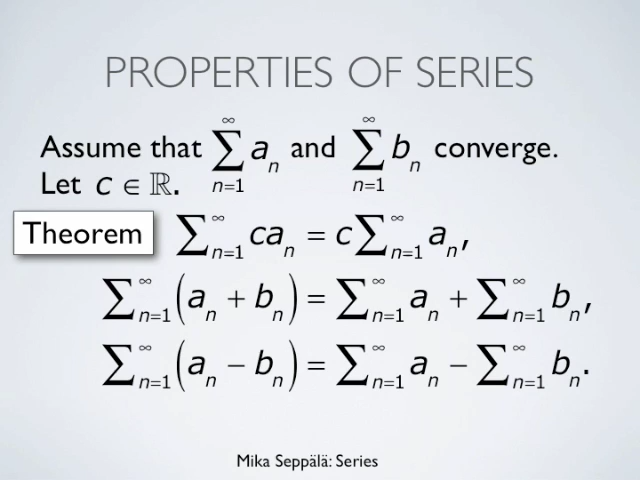 PROPERTIES OF SERIES
Assume that ∑_{n=1}^{∞} a_n and ∑_{n=1}^{∞} b_n converge.
Let c ∈ ℝ.
Theorem ∑_{n=1}^{∞} ca_n = c∑_{n=1}^{∞} a_n,
∑_{n=1}^{∞} (a_n + b_n) = ∑_{n=1}^{∞} a_n + ∑_{n=1}^{∞} b_n,
∑_{n=1}^{∞} (a_n − b_n) = ∑_{n=1}^{∞} a_n − ∑_{n=1}^{∞} b_n.
Mika Seppälä: Series